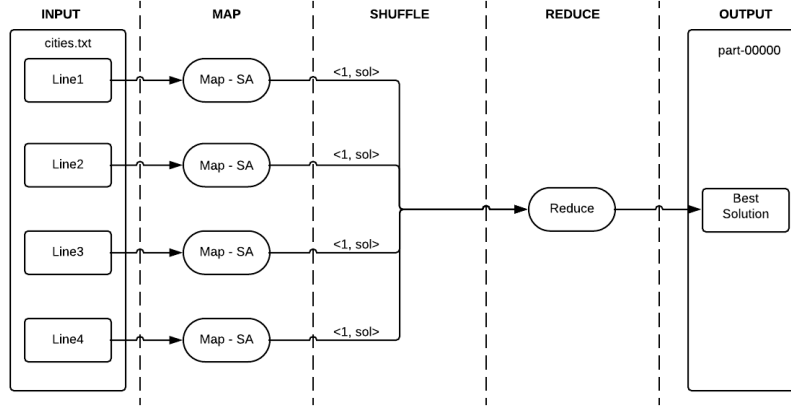 INPUT
MAP
SHUFFLE
REDUCE
OUTPUT
cities.txt
part-00000
Line1
Map - SA
<1, sol>
Line2
Map - SA
<1, sol>
Reduce
Best
Solution
Line3
Map - SA
<1, sol>
Line4
Map - SA
<1, sol>